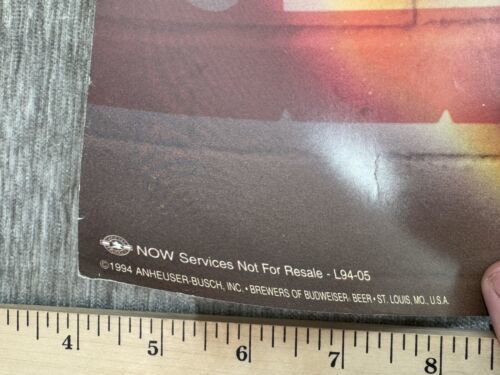 NOW Services Not For Resale - L94-05
©1994 ANHEUSER-BUSCH, INC. • BREWERS OF BUDWEISER® BEER • ST. LOUIS, MO., U.S.A.
4 5 6 7 8